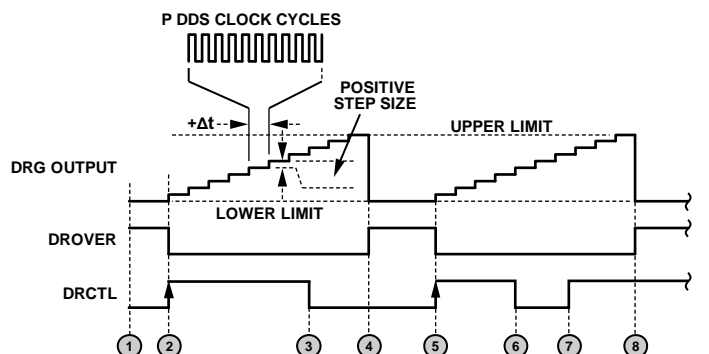 P DDS CLOCK CYCLES
POSITIVE
STEP SIZE
+Δt
UPPER LIMIT
DRG OUTPUT
LOWER LIMIT
DROVER
DRCTL
1 2 3 4 5 6 7 8